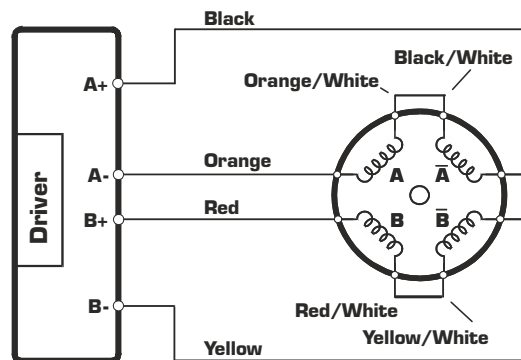 Black
Black/White
Orange/White
A+
Orange
A-
A
A̅
Driver
Red
B+
B
B̅
B-
Red/White
Yellow/White
Yellow